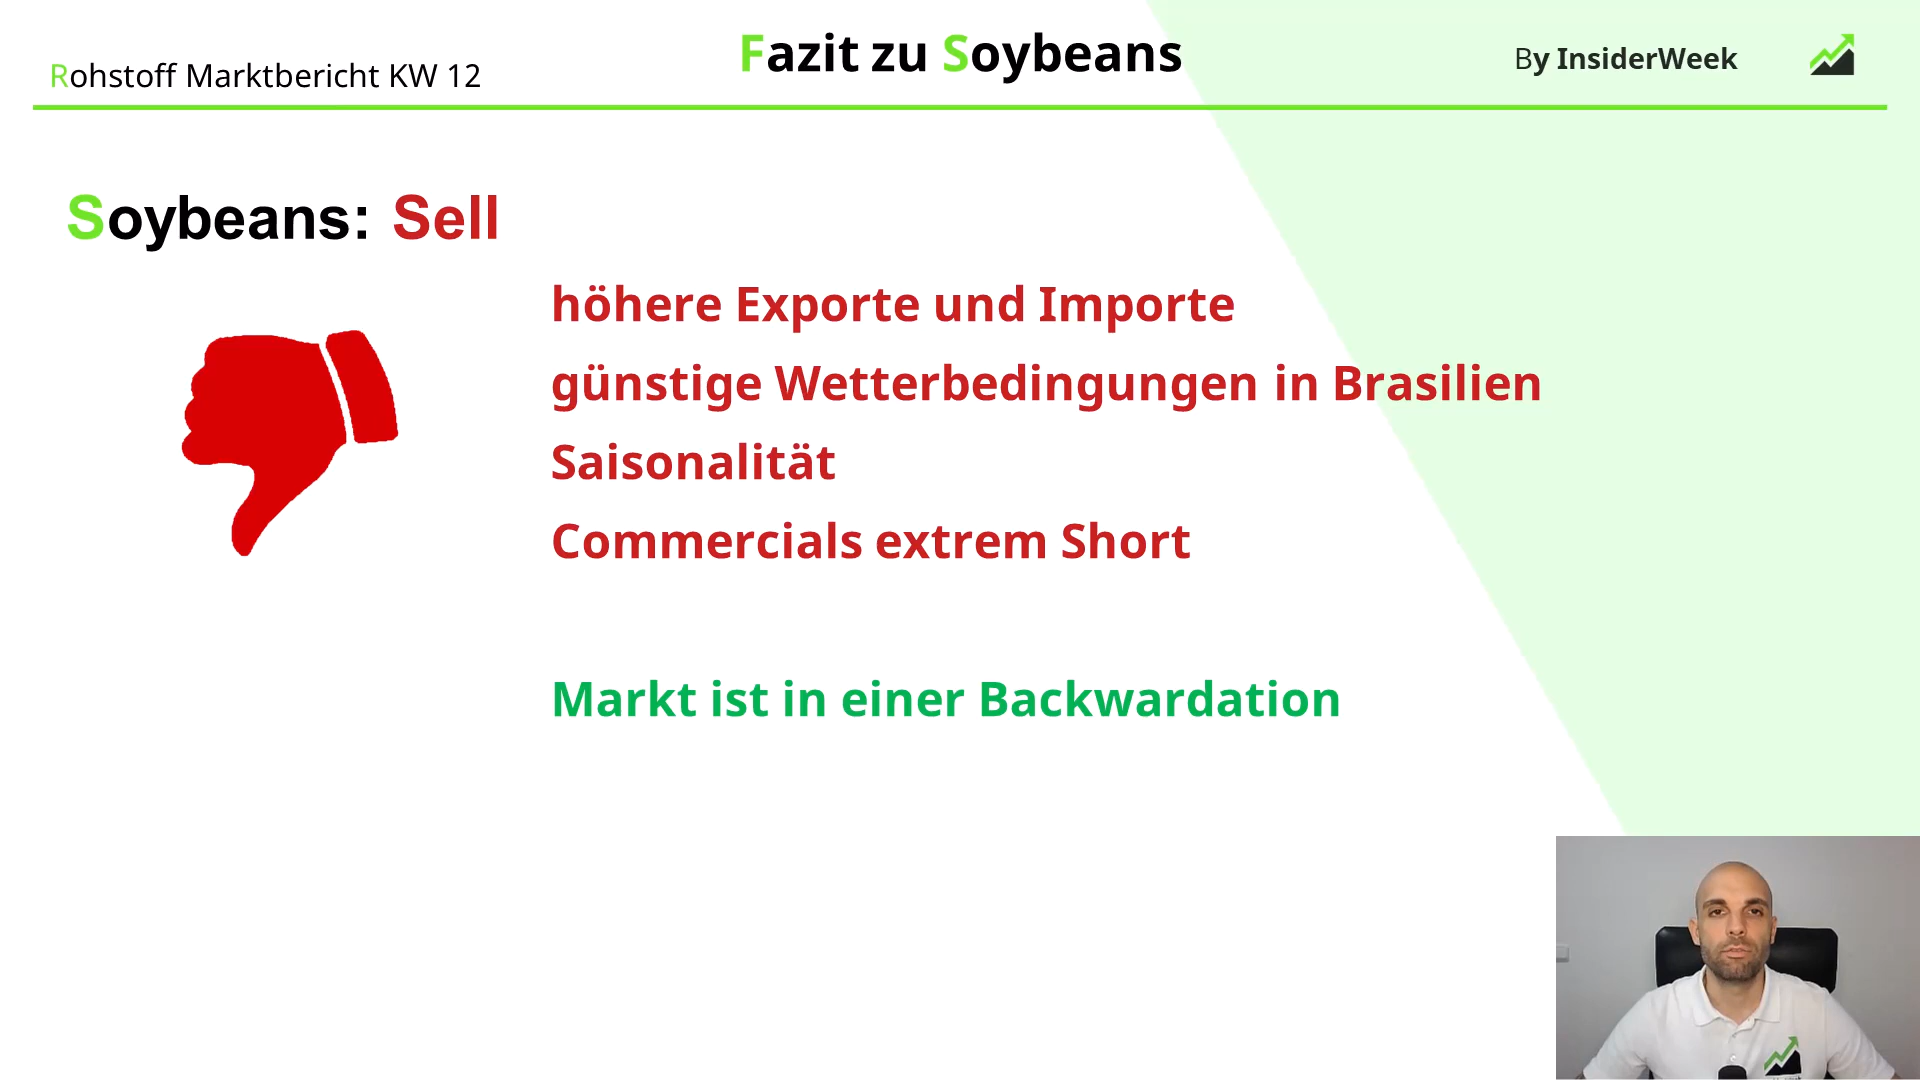 Rohstoff Marktbericht KW 12
Fazit zu Soybeans
By InsiderWeek
Soybeans: Sell
höhere Exporte und Importe
günstige Wetterbedingungen in Brasilien
Saisonalität
Commercials extrem Short
Markt ist in einer Backwardation